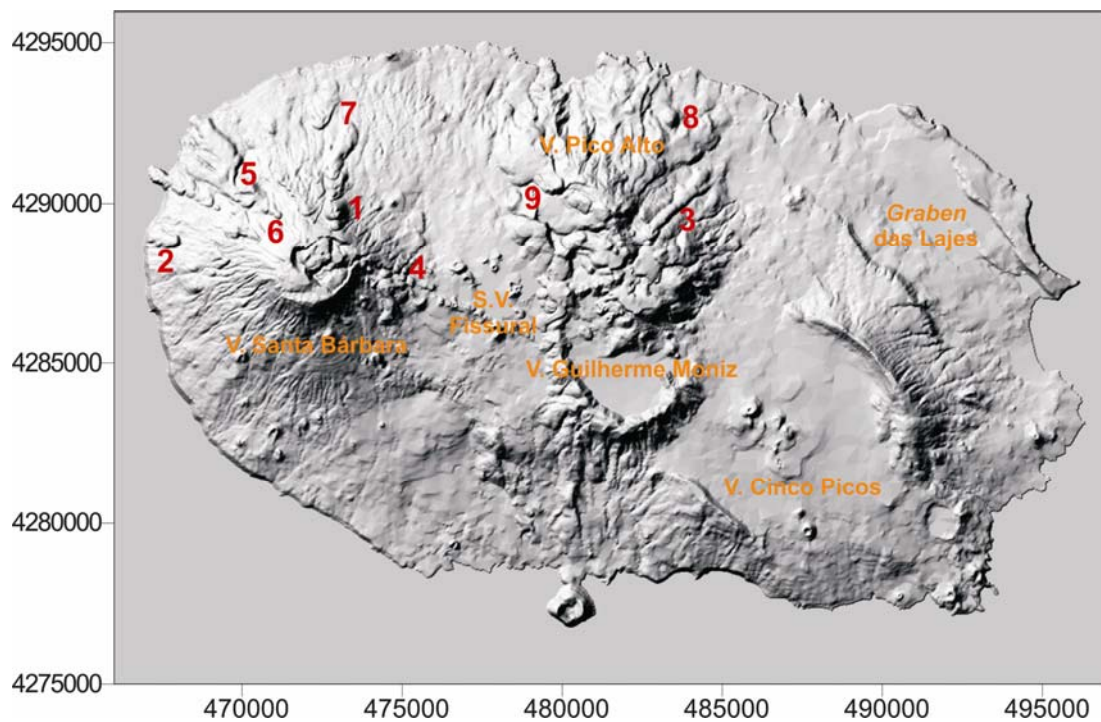 4295000
7
8
V. Pico Alto
5
4290000
1
9
3
Graben
das Lajes
6
2
4
S.V.
Fissural
V. Santa Bárbara
4285000
V. Guilherme Moniz
V. Cinco Picos
4280000
4275000
470000 475000 480000 485000 490000 495000